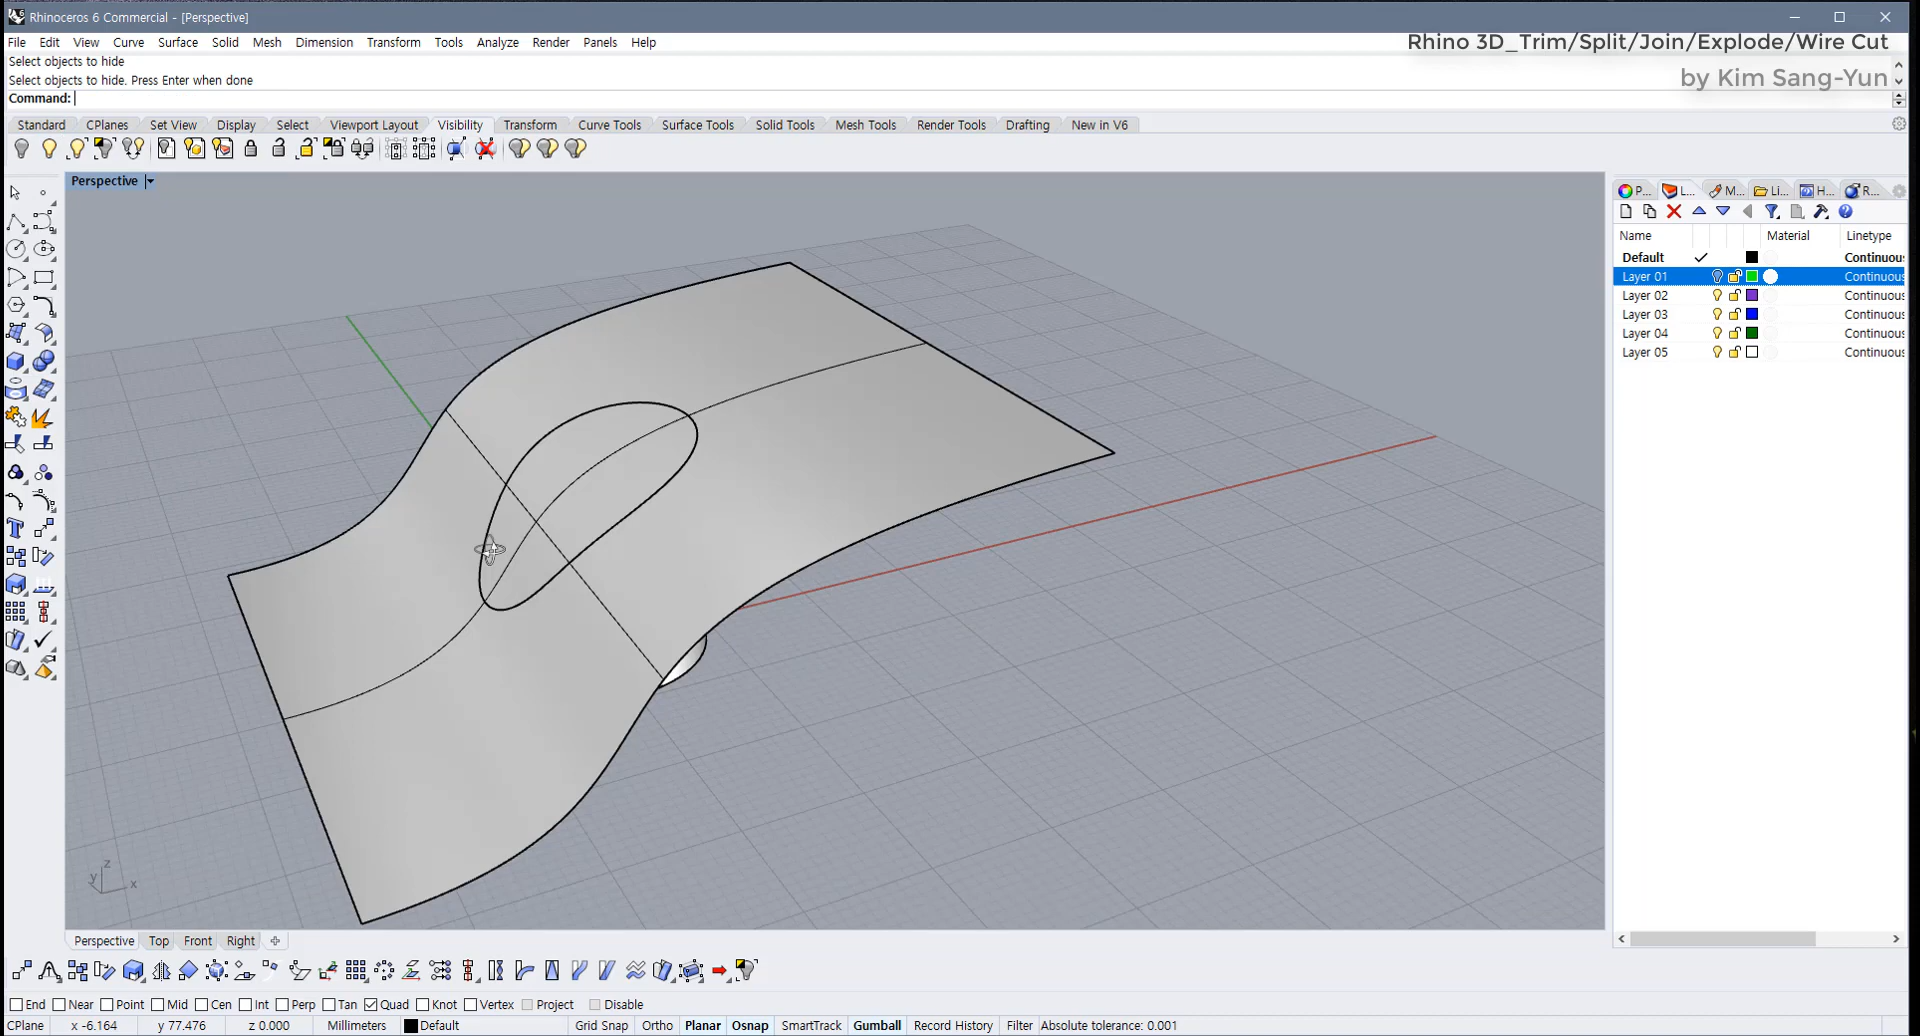 Rhinoceros 6 Commercial - [Perspective]
File Edit View Curve Surface Solid Mesh Dimension Transform Tools Analyze Render Panels Help
Rhino 3D_Trim/Split/Join/Explode/Wire Cut
by Kim Sang-Yun
Select objects to hide
Select objects to hide. Press Enter when done
Command:
Standard CPlanes Set View Display Select Viewport Layout Visibility Transform Curve Tools Surface Tools Solid Tools Mesh Tools Render Tools Drafting New in V6
Perspective
P... L... M... Li... H... R...
Name Material Linetype
Default Continuous
Layer 01 Continuous
Layer 02 Continuous
Layer 03 Continuous
Layer 04 Continuous
Layer 05 Continuous
z
y x
Perspective Top Front Right
End Near Point Mid Cen Int Perp Tan Quad Knot Vertex Project Disable
CPlane x -6.164 y 77.476 z 0.000 Millimeters Default Grid Snap Ortho Planar Osnap SmartTrack Gumball Record History Filter Absolute tolerance: 0.001